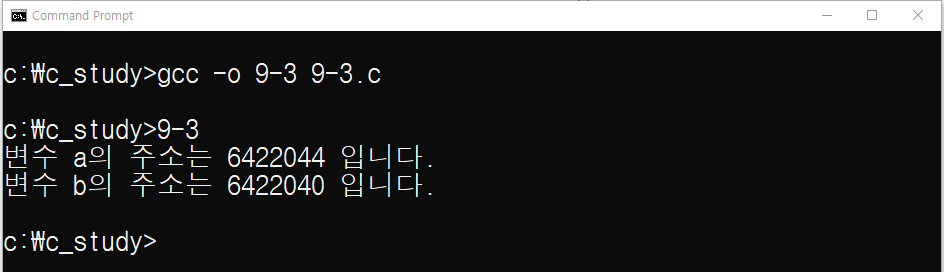 Command Prompt
c:₩c_study>gcc -o 9-3 9-3.c
c:₩c_study>9-3
변수 a의 주소는 6422044 입니다.
변수 b의 주소는 6422040 입니다.
c:₩c_study>